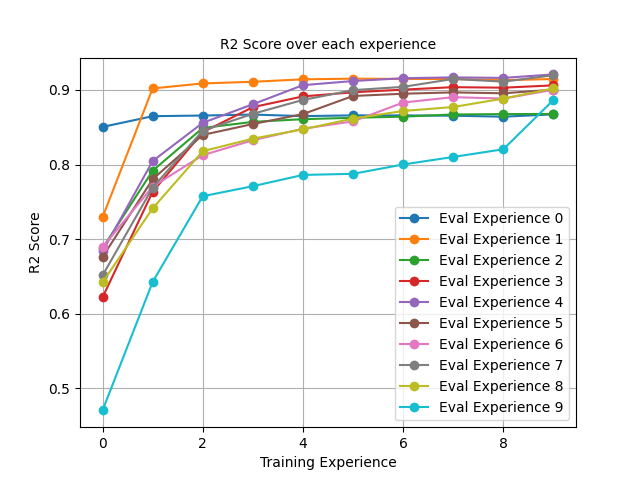 R2 Score over each experience
R2 Score
0.9
0.8
0.7
0.6
0.5
0
2
4
6
8
Training Experience
Eval Experience 0
Eval Experience 1
Eval Experience 2
Eval Experience 3
Eval Experience 4
Eval Experience 5
Eval Experience 6
Eval Experience 7
Eval Experience 8
Eval Experience 9